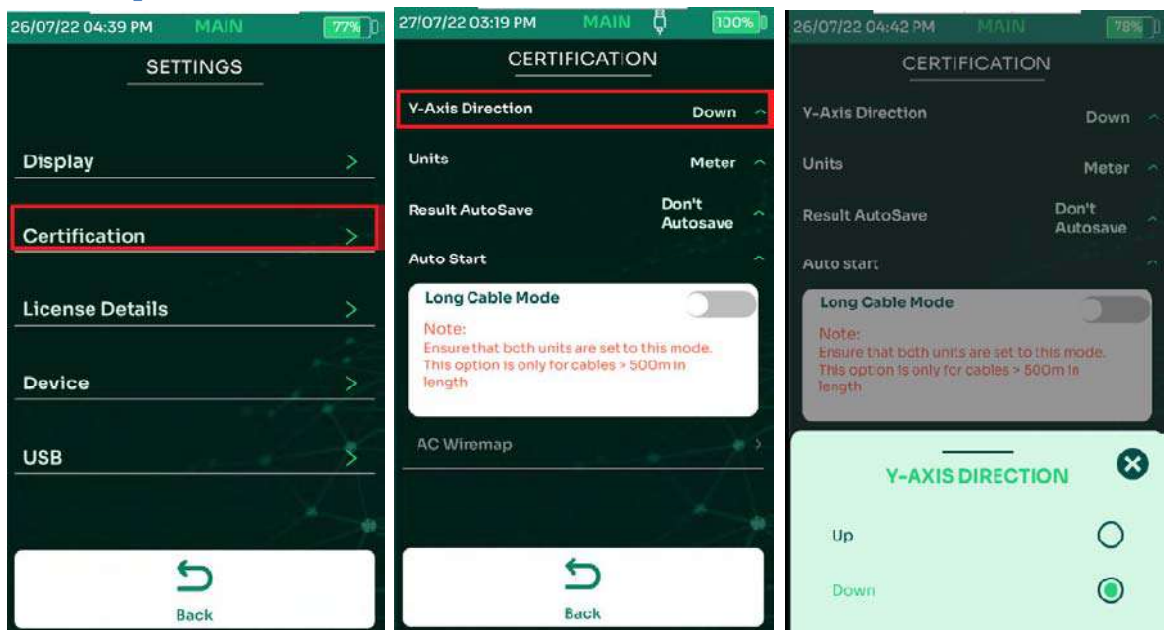 26/07/22 04:39 PM MAIN 77%
SETTINGS
Display >
Certification >
License Details >
Device >
USB >
Back
27/07/22 03:19 PM MAIN 100%
CERTIFICATION
Y-Axis Direction Down
Units Meter
Result AutoSave Don't
Autosave
Auto Start
Long Cable Mode
Note:
Ensure that both units are set to this mode.
This option is only for cables > 500m in
length
AC Wiremap >
Back
26/07/22 04:42 PM MAIN 78%
CERTIFICATION
Y-Axis Direction Down
Units Meter
Result AutoSave Don't
Autosave
Auto start
Long Cable Mode
Note:
Ensure that both units are set to this mode.
This option is only for cables > 500m in
length
Y-AXIS DIRECTION
Up
Down